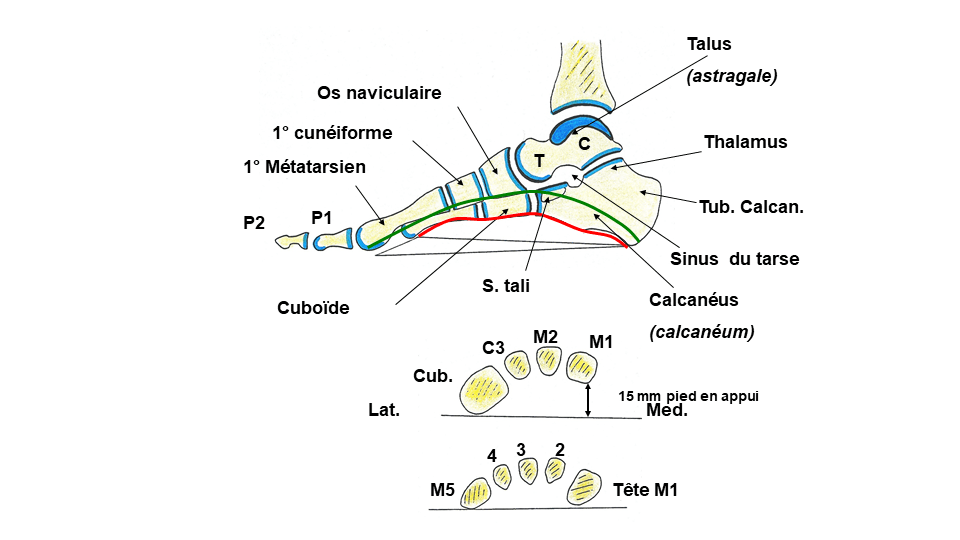 Talus
(astragale)
Os naviculaire
1° cunéiforme
C
Thalamus
T
1° Métatarsien
Tub. Calcan.
P2
P1
Sinus du tarse
S. tali
Calcanéus
Cuboïde
(calcanéum)
M2
M1
C3
Cub.
15 mm pied en appui
Lat.
Med.
3
2
4
M5
Tête M1